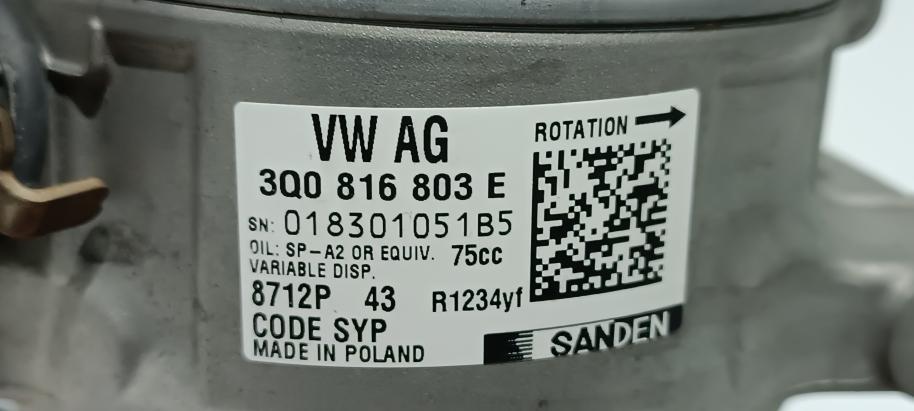 VW AG
ROTATION
3Q0 816 803 E
SN: 018301051B5
OIL: SP-A2 OR EQUIV. 75cc
VARIABLE DISP.
8712P 43 R1234yf
CODE SYP
MADE IN POLAND
SANDEN